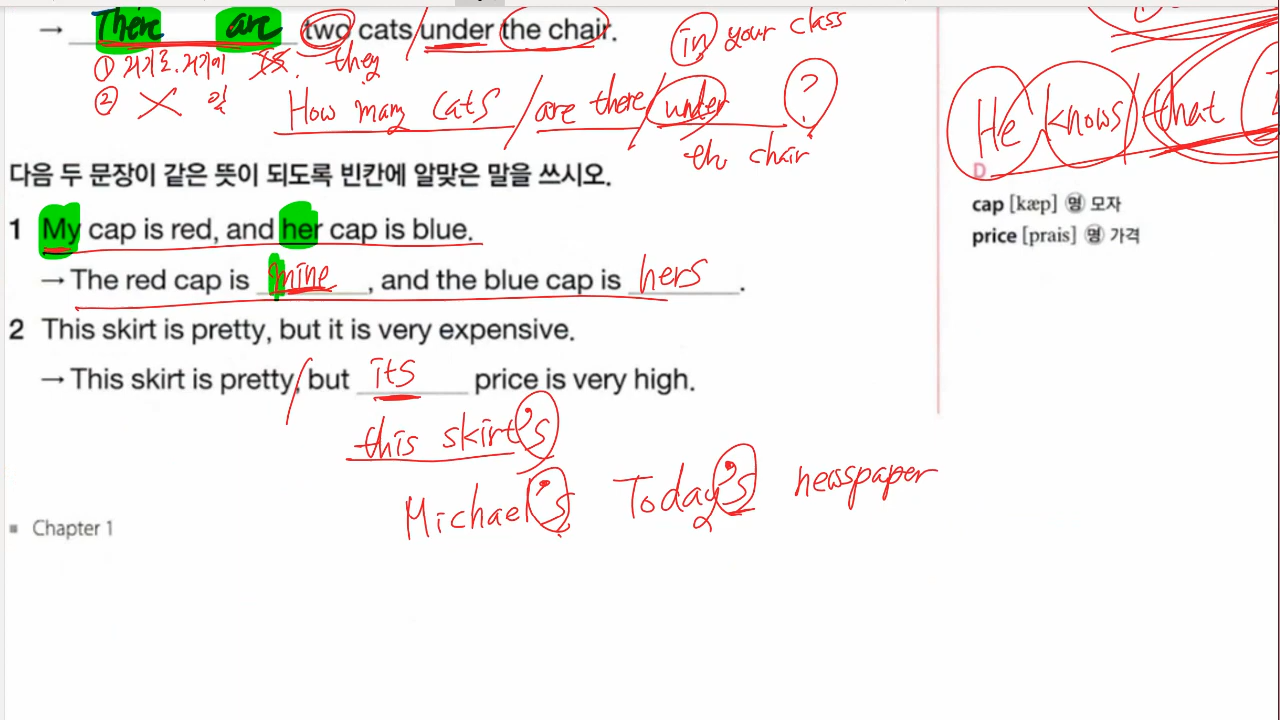 → There are two cats / under the chair. in your class
① 거기로, 거기에 they
② 있
How many cats / are there / under ?
the chair
He knows / that
다음 두 문장이 같은 뜻이 되도록 빈칸에 알맞은 말을 쓰시오.
D
1 My cap is red, and her cap is blue.
→ The red cap is mine, and the blue cap is hers.
cap [kæp] 명 모자
price [prais] 명 가격
2 This skirt is pretty, but it is very expensive.
→ This skirt is pretty, / but its price is very high.
this skirt's
Michael's Today's newspaper
Chapter 1